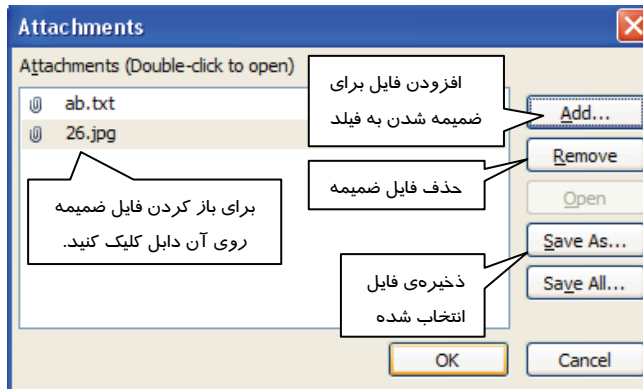 Attachments
Attachments (Double-click to open)
ab.txt
26.jpg
افزودن فایل برای
ضمیمه شدن به فیلد
Add...
Remove
حذف فایل ضمیمه
Open
برای باز کردن فایل ضمیمه
روی آن دابل کلیک کنید.
Save As...
ذخیره‌ی فایل
انتخاب شده
Save All...
OK
Cancel